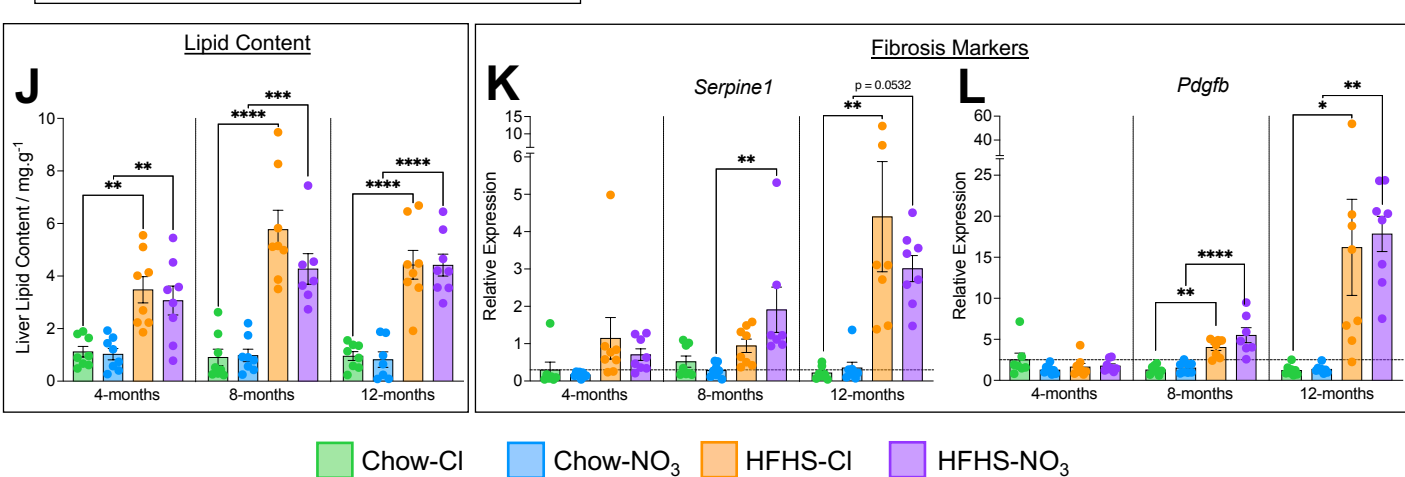 Lipid Content
J
Liver Lipid Content / mg.g⁻¹
10
8
6
4
2
0
**
**
****
***
****
****
4-months
8-months
12-months
Fibrosis Markers
K
Serpine1
Relative Expression
15
10
6
5
4
3
2
1
0
**
**
p = 0.0532
4-months
8-months
12-months
L
Pdgfb
Relative Expression
60
40
25
20
15
10
5
0
**
****
*
**
4-months
8-months
12-months
Chow-Cl
Chow-NO₃
HFHS-Cl
HFHS-NO₃